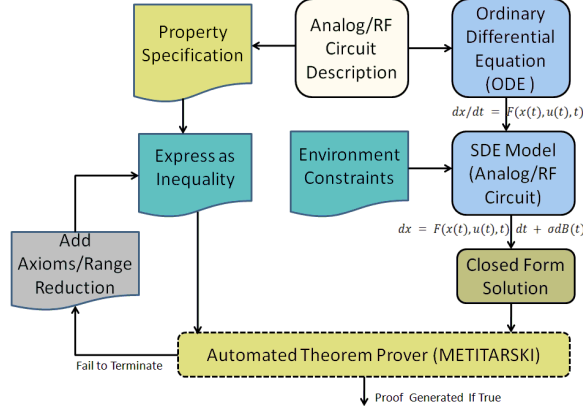 Property
Specification
Analog/RF
Circuit
Description
Ordinary
Differential
Equation
(ODE )
dx/dt = F(x(t),u(t),t)
Express as
Inequality
Environment
Constraints
SDE Model
(Analog/RF
Circuit)
dx = F(x(t),u(t),t) dt + σdB(t)
Add
Axioms/Range
Reduction
Closed Form
Solution
Automated Theorem Prover (METITARSKI)
Fail to Terminate
Proof Generated If True